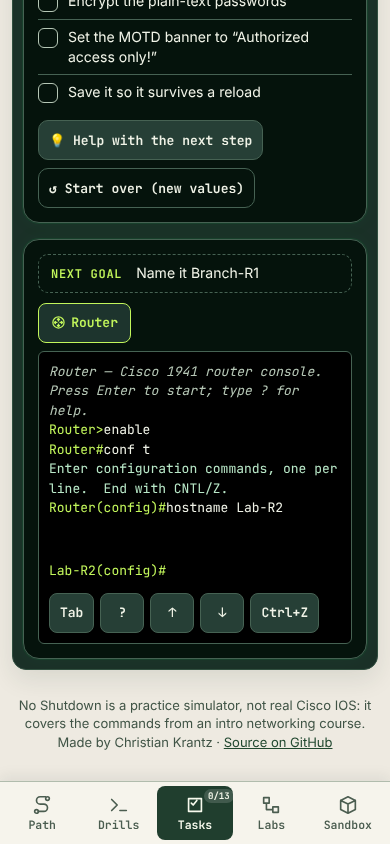 Encrypt the plain-text passwords
Set the MOTD banner to “Authorized
access only!”
Save it so it survives a reload
💡 Help with the next step
↺ Start over (new values)
NEXT GOAL Name it Branch-R1
Router
Router — Cisco 1941 router console.
Press Enter to start; type ? for
help.
Router>enable
Router#conf t
Enter configuration commands, one per
line.  End with CNTL/Z.
Router(config)#hostname Lab-R2
Lab-R2(config)#
Tab ? ↑ ↓ Ctrl+Z
No Shutdown is a practice simulator, not real Cisco IOS: it
covers the commands from an intro networking course.
Made by Christian Krantz · Source on GitHub
0/13
Path Drills Tasks Labs Sandbox